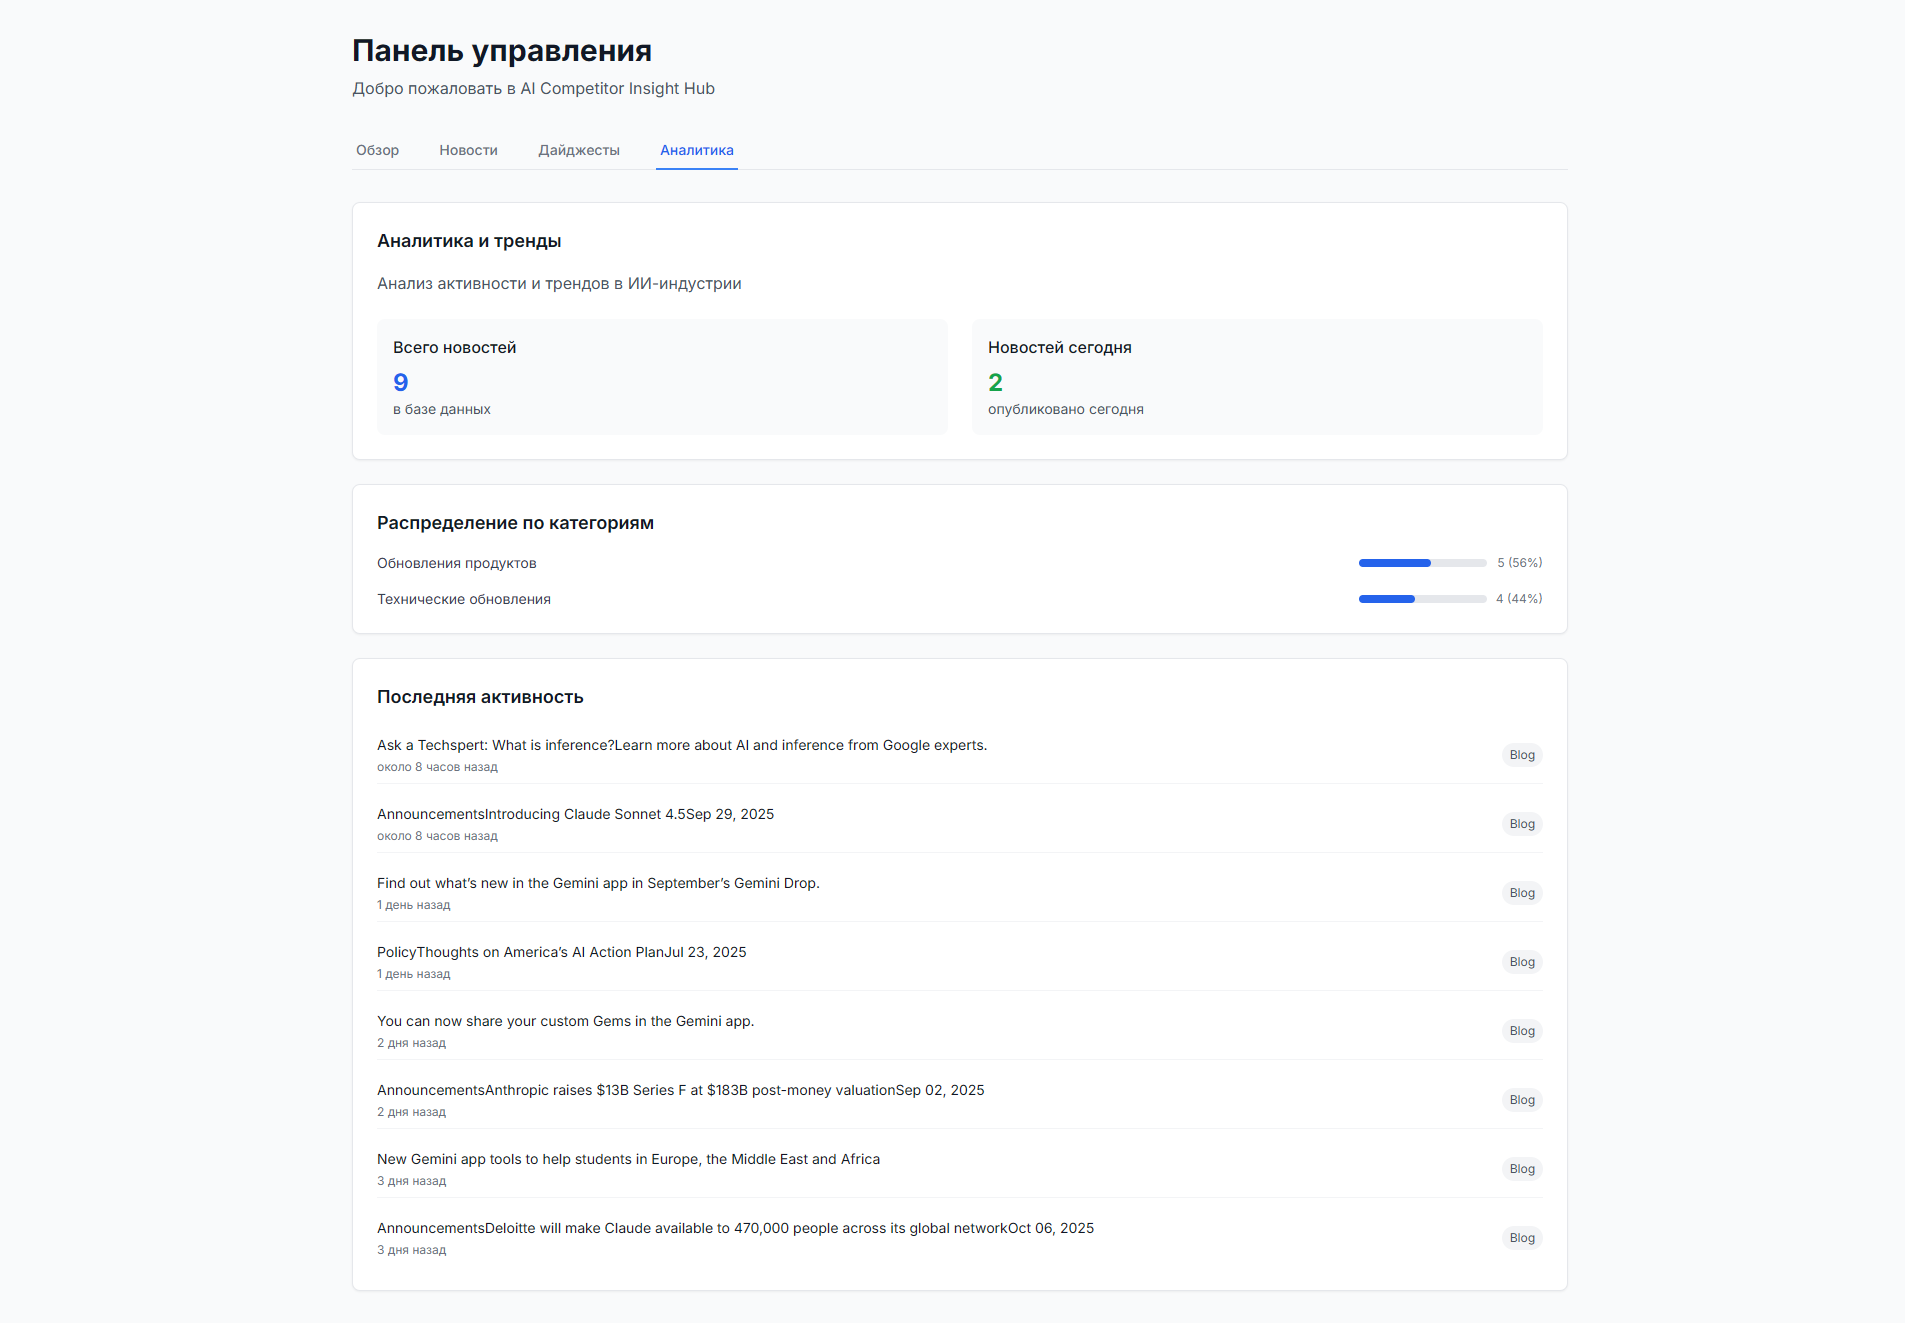 Панель управления
Добро пожаловать в AI Competitor Insight Hub
Обзор Новости Дайджесты Аналитика
Аналитика и тренды
Анализ активности и трендов в ИИ-индустрии
Всего новостей
9
в базе данных
Новостей сегодня
2
опубликовано сегодня
Распределение по категориям
Обновления продуктов 5 (56%)
Технические обновления 4 (44%)
Последняя активность
Ask a Techspert: What is inference?Learn more about AI and inference from Google experts.
около 8 часов назад
Blog
AnnouncementsIntroducing Claude Sonnet 4.5Sep 29, 2025
около 8 часов назад
Blog
Find out what’s new in the Gemini app in September’s Gemini Drop.
1 день назад
Blog
PolicyThoughts on America’s AI Action PlanJul 23, 2025
1 день назад
Blog
You can now share your custom Gems in the Gemini app.
2 дня назад
Blog
AnnouncementsAnthropic raises $13B Series F at $183B post-money valuationSep 02, 2025
2 дня назад
Blog
New Gemini app tools to help students in Europe, the Middle East and Africa
3 дня назад
Blog
AnnouncementsDeloitte will make Claude available to 470,000 people across its global networkOct 06, 2025
3 дня назад
Blog